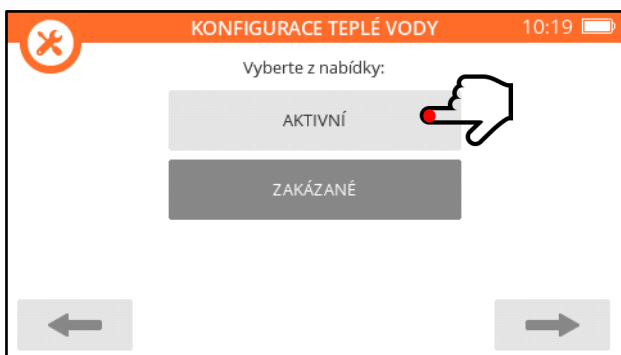 KONFIGURACE TEPLÉ VODY 10:19
Vyberte z nabídky:
AKTIVNÍ
ZAKÁZANÉ